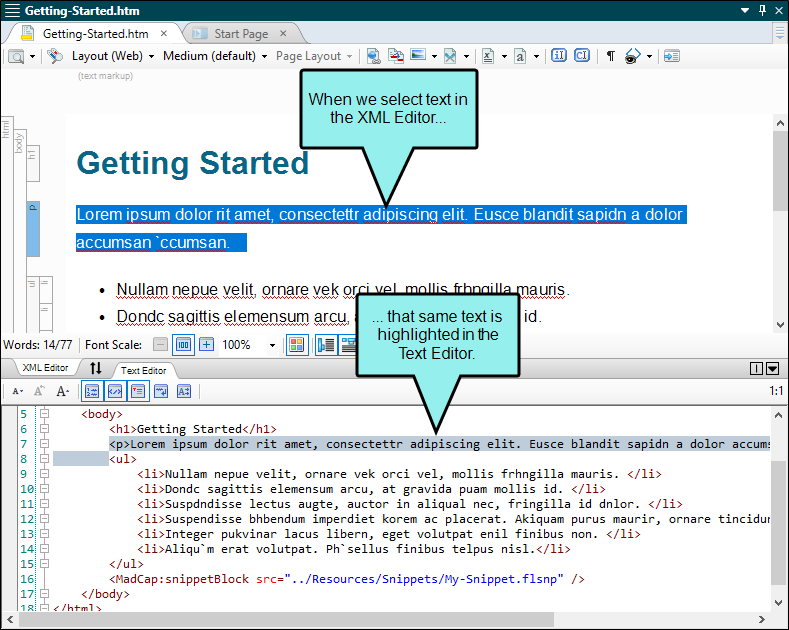 Getting-Started.htm
Getting-Started.htm
Start Page
Layout (Web)
Medium (default)
Page Layout
(text markup)
When we select text in
the XML Editor...
html
body
h1
Getting Started
p
Lorem ipsum dolor rit amet, consectettr adipiscing elit. Eusce blandit sapidn a dolor
accumsan `ccumsan.
ul
li
Nullam nepue velit, ornare vek orci vel, mollis frhngilla mauris.
li
Dondc sagittis elemensum arcu, a
id.
... that same text is
highlighted in the
Text Editor.
Words: 14/77
Font Scale:
100
100%
XML Editor
Text Editor
1:1
5 <body>
6 <h1>Getting Started</h1>
7 <p>Lorem ipsum dolor rit amet, consectettr adipiscing elit. Eusce blandit sapidn a dolor accums
8 <ul>
9 <li>Nullam nepue velit, ornare vek orci vel, mollis frhngilla mauris. </li>
10 <li>Dondc sagittis elemensum arcu, at gravida puam mollis id. </li>
11 <li>Suspdndisse lectus augte, auctor in aliqual nec, fringilla id dnlor. </li>
12 <li>Suspendisse bhbendum imperdiet korem ac placerat. Akiquam purus maurir, ornare tincidun
13 <li>Integer pukvinar lacus libern, eget volutpat enil finibus non. </li>
14 <li>Aliqu`m erat volutpat. Ph`sellus finibus telpus nisl.</li>
15 </ul>
16 <MadCap:snippetBlock src="../Resources/Snippets/My-Snippet.flsnp" />
17 </body>
18 </html>